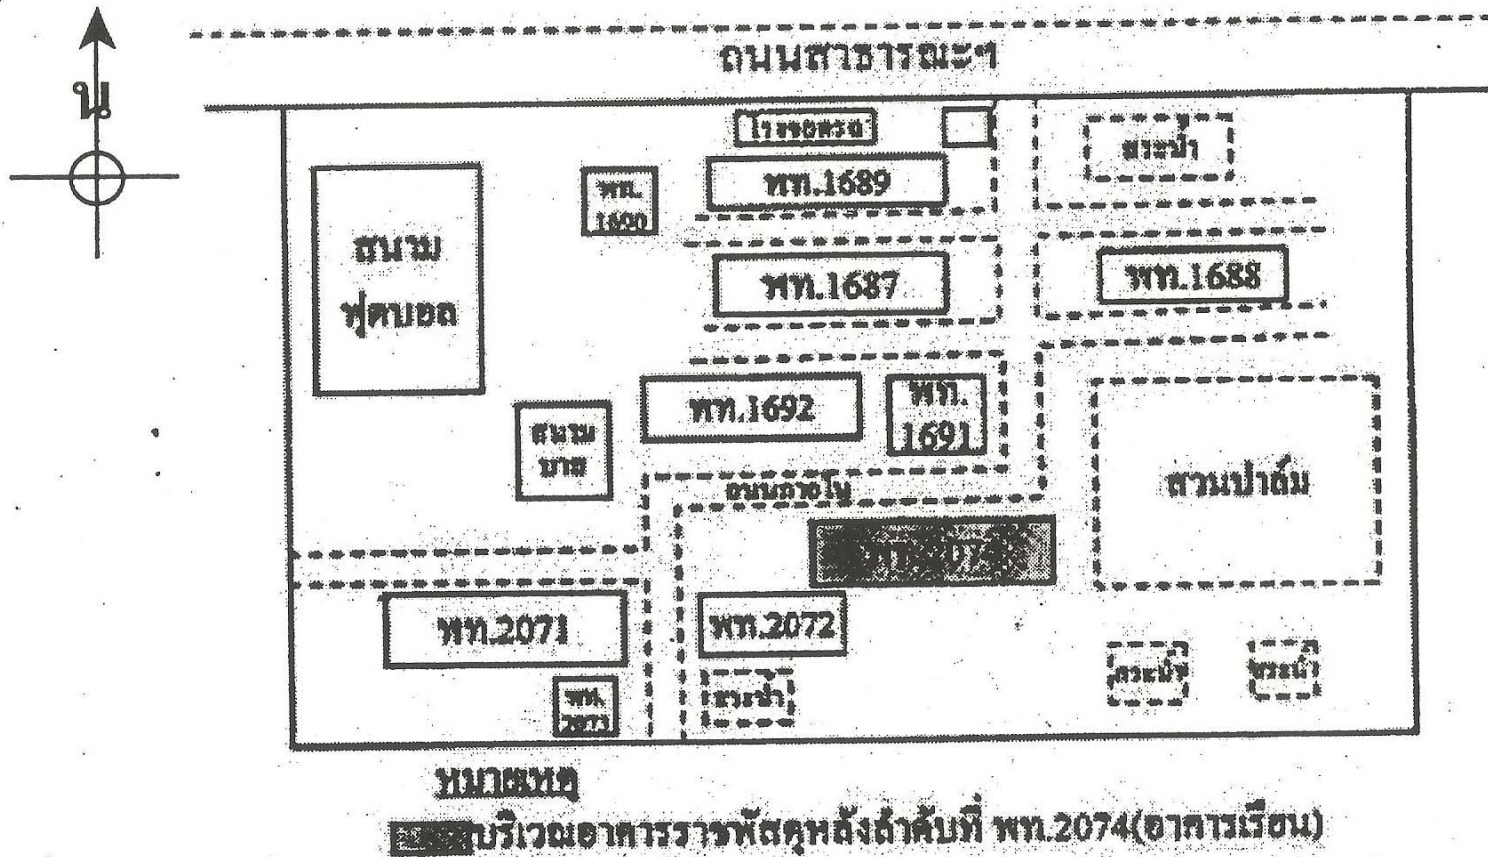 ถนนสาธารณะฯ
น
โรงจอดรถ
สระน้ำ
พท.1689
พท.
1690
สนาม
ฟุตบอล
พท.1687
พท.1688
พท.1692
พท.
1691
สนาม
บาส
ถนนภายใน
สวนปาล์ม
พท.2074
พท.2071
พท.2072
สระน้ำ
สระน้ำ
สระน้ำ
พท.
2073
หมายเหตุ
บริเวณอาคารราชพัสดุหลังลำดับที่ พท.2074(อาคารเรียน)